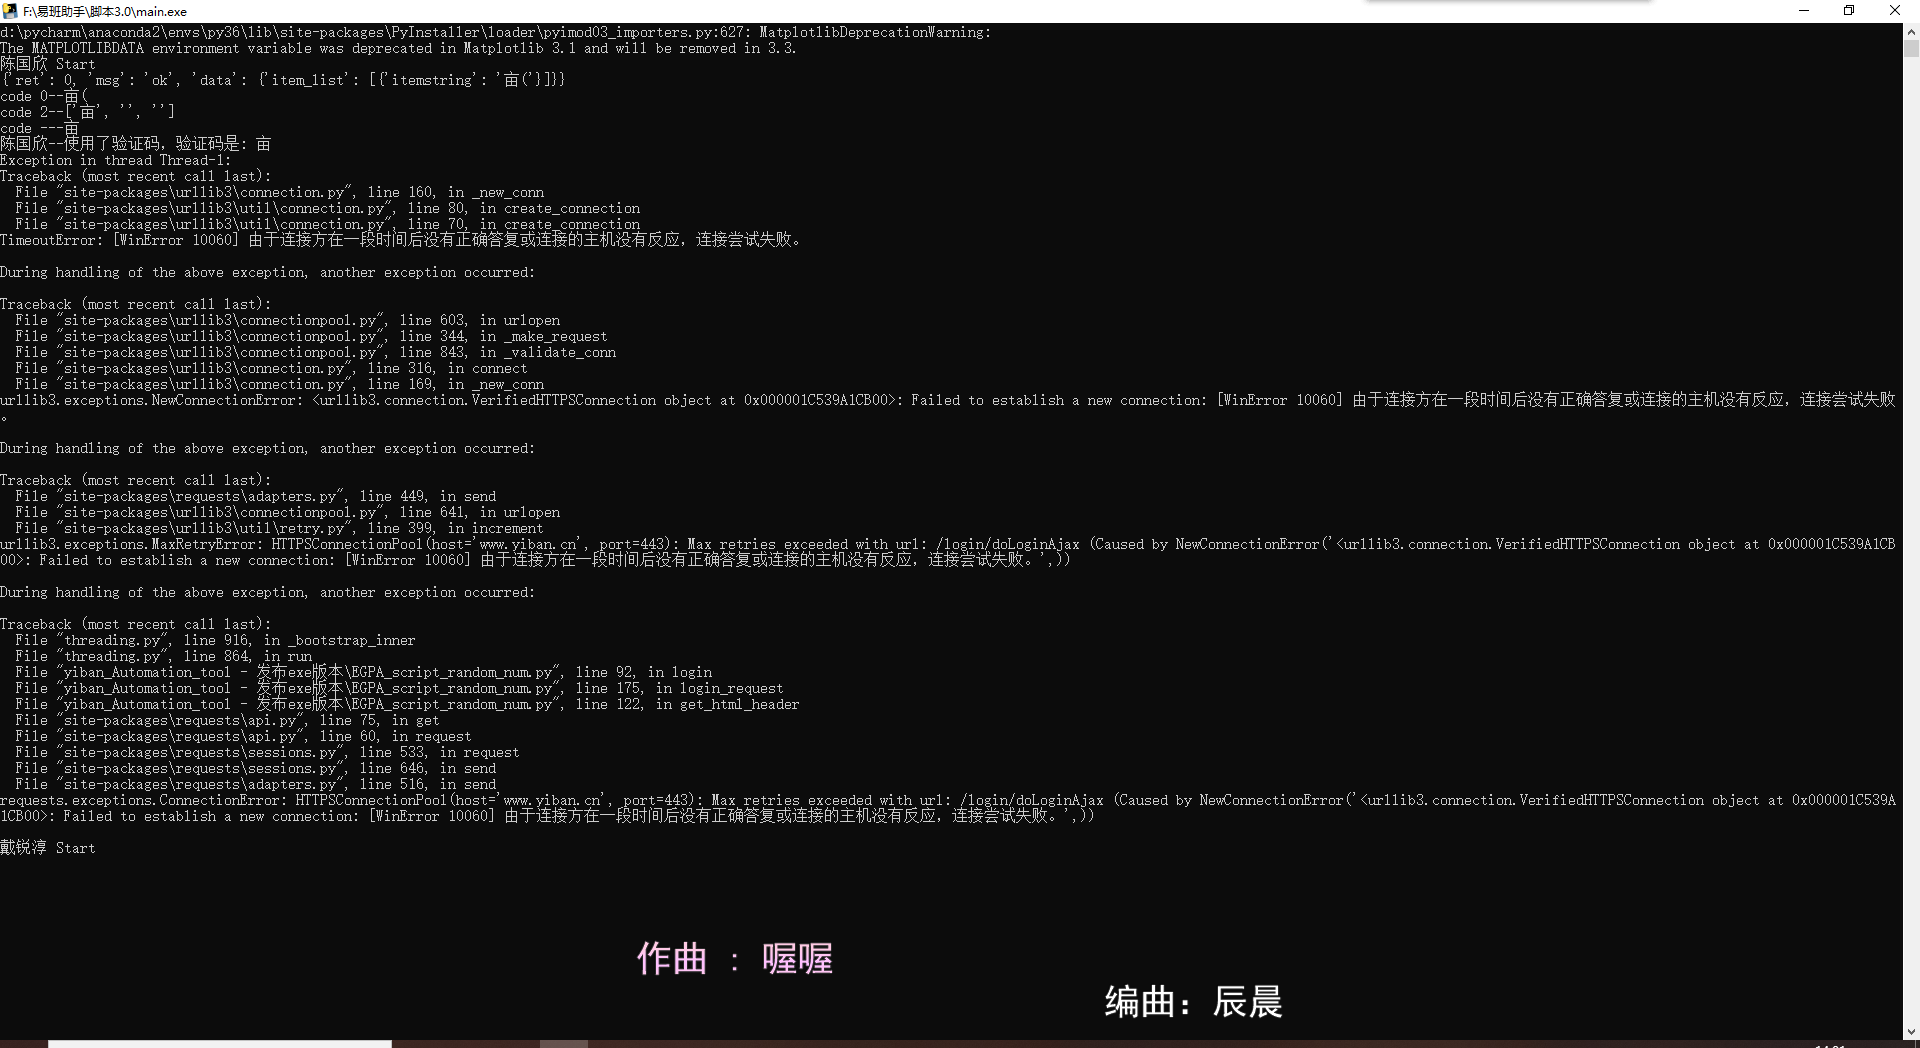 F:\易班助手\脚本3.0\main.exe
d:\pycharm\anaconda2\envs\py36\lib\site-packages\PyInstaller\loader\pyimod03_importers.py:627: MatplotlibDeprecationWarning:
The MATPLOTLIBDATA environment variable was deprecated in Matplotlib 3.1 and will be removed in 3.3.
陈国欣 Start
{'ret': 0, 'msg': 'ok', 'data': {'item_list': [{'itemstring': '亩('}]}}
code 0--亩(
code 2--['亩', '', '']
code ---亩
陈国欣--使用了验证码, 验证码是: 亩
Exception in thread Thread-1:
Traceback (most recent call last):
  File "site-packages\urllib3\connection.py", line 160, in _new_conn
  File "site-packages\urllib3\util\connection.py", line 80, in create_connection
  File "site-packages\urllib3\util\connection.py", line 70, in create_connection
TimeoutError: [WinError 10060] 由于连接方在一段时间后没有正确答复或连接的主机没有反应，连接尝试失败。
During handling of the above exception, another exception occurred:
Traceback (most recent call last):
  File "site-packages\urllib3\connectionpool.py", line 603, in urlopen
  File "site-packages\urllib3\connectionpool.py", line 344, in _make_request
  File "site-packages\urllib3\connectionpool.py", line 843, in _validate_conn
  File "site-packages\urllib3\connection.py", line 316, in connect
  File "site-packages\urllib3\connection.py", line 169, in _new_conn
urllib3.exceptions.NewConnectionError: <urllib3.connection.VerifiedHTTPSConnection object at 0x000001C539A1CB00>: Failed to establish a new connection: [WinError 10060] 由于连接方在一段时间后没有正确答复或连接的主机没有反应，连接尝试失败
。
During handling of the above exception, another exception occurred:
Traceback (most recent call last):
  File "site-packages\requests\adapters.py", line 449, in send
  File "site-packages\urllib3\connectionpool.py", line 641, in urlopen
  File "site-packages\urllib3\util\retry.py", line 399, in increment
urllib3.exceptions.MaxRetryError: HTTPSConnectionPool(host='www.yiban.cn', port=443): Max retries exceeded with url: /login/doLoginAjax (Caused by NewConnectionError('<urllib3.connection.VerifiedHTTPSConnection object at 0x000001C539A1CB
00>: Failed to establish a new connection: [WinError 10060] 由于连接方在一段时间后没有正确答复或连接的主机没有反应，连接尝试失败。',))
During handling of the above exception, another exception occurred:
Traceback (most recent call last):
  File "threading.py", line 916, in _bootstrap_inner
  File "threading.py", line 864, in run
  File "yiban_Automation_tool - 发布exe版本\EGPA_script_random_num.py", line 92, in login
  File "yiban_Automation_tool - 发布exe版本\EGPA_script_random_num.py", line 175, in login_request
  File "yiban_Automation_tool - 发布exe版本\EGPA_script_random_num.py", line 122, in get_html_header
  File "site-packages\requests\api.py", line 75, in get
  File "site-packages\requests\api.py", line 60, in request
  File "site-packages\requests\sessions.py", line 533, in request
  File "site-packages\requests\sessions.py", line 646, in send
  File "site-packages\requests\adapters.py", line 516, in send
requests.exceptions.ConnectionError: HTTPSConnectionPool(host='www.yiban.cn', port=443): Max retries exceeded with url: /login/doLoginAjax (Caused by NewConnectionError('<urllib3.connection.VerifiedHTTPSConnection object at 0x000001C539A
1CB00>: Failed to establish a new connection: [WinError 10060] 由于连接方在一段时间后没有正确答复或连接的主机没有反应，连接尝试失败。',))
戴锐淳 Start
作曲 : 喔喔
编曲: 辰晨